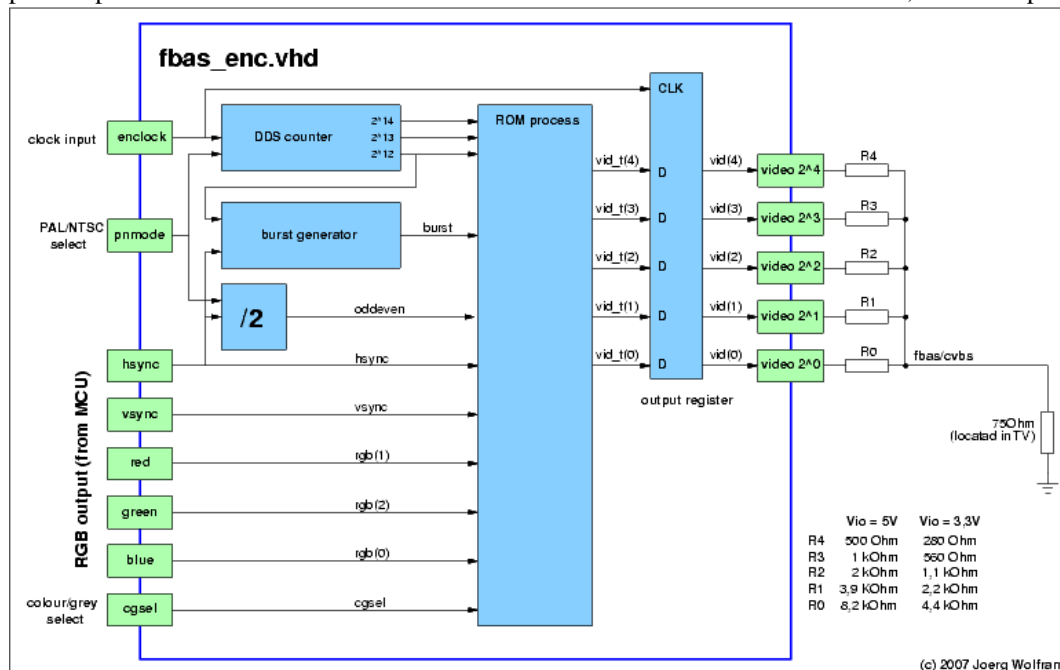 fbas_enc.vhd
CLK
clock input
enclock
DDS counter
2^14
2^13
2^12
ROM process
PAL/NTSC
select
pnmode
burst generator
burst
/2
oddeven
hsync
hsync
vsync
vsync
red
rgb(1)
green
rgb(2)
blue
rgb(0)
colour/grey
select
cgsel
cgsel
RGB output (from MCU)
vid_t(4)
D
vid(4)
video 2^4
R4
vid_t(3)
D
vid(3)
video 2^3
R3
vid_t(2)
D
vid(2)
video 2^2
R2
vid_t(1)
D
vid(1)
video 2^1
R1
vid_t(0)
D
vid(0)
video 2^0
R0
fbas/cvbs
output register
75Ohm
(locatad in TV)
Vio = 5V Vio = 3,3V
R4 500 Ohm 280 Ohm
R3 1 kOhm 560 Ohm
R2 2 kOhm 1,1 kOhm
R1 3,9 KOhm 2,2 kOhm
R0 8,2 kOhm 4,4 kOhm
(c) 2007 Joerg Wolfram